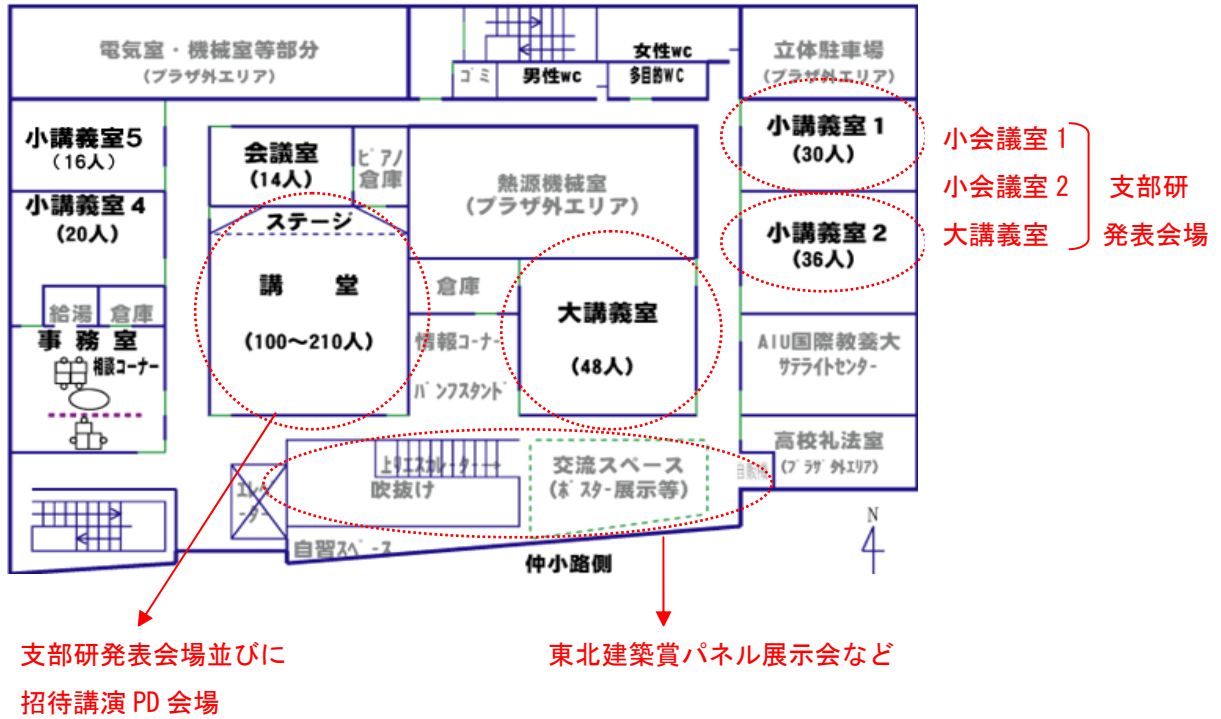 電気室・機械室等部分
(プラザ外エリア)
女性wc
ゴミ
男性wc
多目的WC
立体駐車場
(プラザ外エリア)
小講義室5
(16人)
小講義室4
(20人)
会議室
(14人)
ピアノ
倉庫
熱源機械室
(プラザ外エリア)
小講義室1
(30人)
小講義室2
(36人)
小会議室1
小会議室2
大講義室
支部研
発表会場
ステージ
講 堂
(100～210人)
倉庫
情報コーナー
パンフスタンド
大講義室
(48人)
給湯
倉庫
事務室
相談コーナー
AIU国際教養大
サテライトセンター
高校礼法室
(プラザ外エリア)
自販機
上りエスカレーター→
吹抜け
エレベーター
交流スペース
(ポスター展示等)
自習スペース
仲小路側
N
支部研発表会場並びに
招待講演PD会場
東北建築賞パネル展示会など